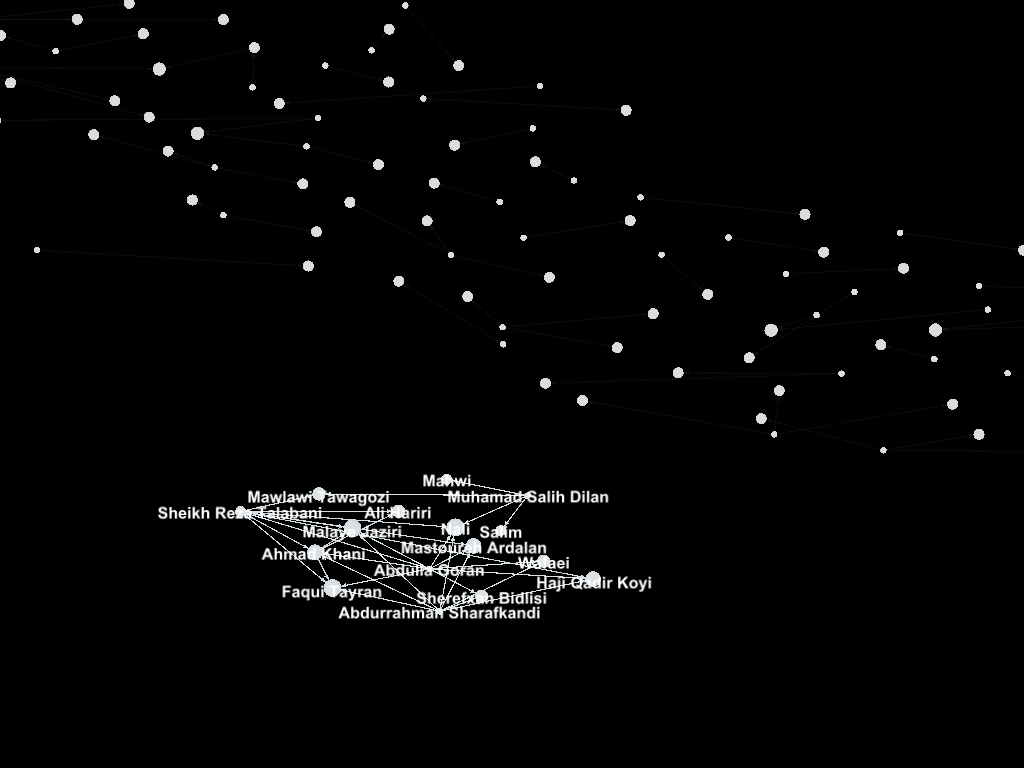 Mahwi
Mawlawi Tawagozi
Muhamad Salih Dilan
Sheikh Reza Talabani
Ali Hariri
Malaye Jaziri
Nali
Salim
Mastoureh Ardalan
Ahmad Khani
Wafaei
Abdulla Goran
Haji Qadir Koyi
Faqui Tayran
Sherefxan Bidlisi
Abdurrahman Sharafkandi